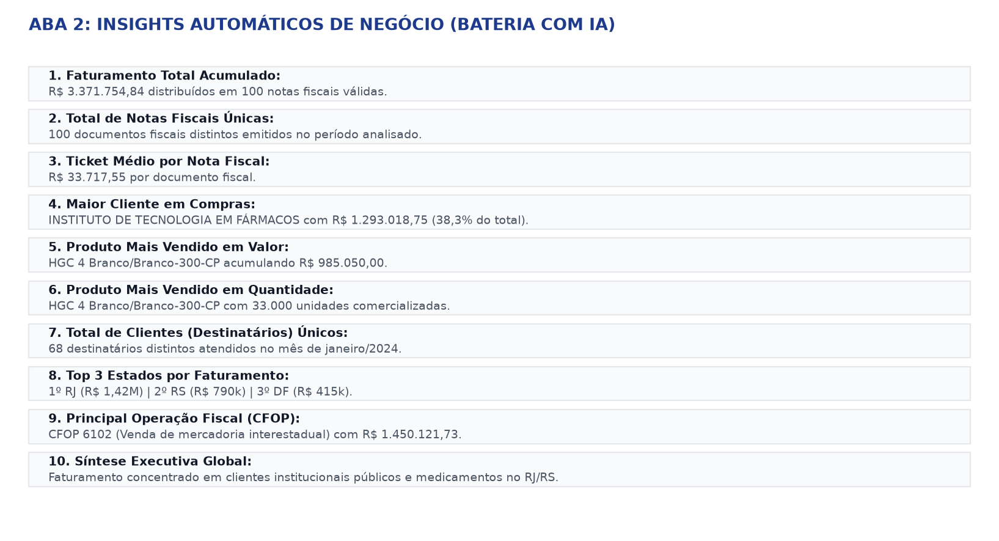 ABA 2: INSIGHTS AUTOMÁTICOS DE NEGÓCIO (BATERIA COM IA)
1. Faturamento Total Acumulado:
R$ 3.371.754,84 distribuídos em 100 notas fiscais válidas.
2. Total de Notas Fiscais Únicas:
100 documentos fiscais distintos emitidos no período analisado.
3. Ticket Médio por Nota Fiscal:
R$ 33.717,55 por documento fiscal.
4. Maior Cliente em Compras:
INSTITUTO DE TECNOLOGIA EM FÁRMACOS com R$ 1.293.018,75 (38,3% do total).
5. Produto Mais Vendido em Valor:
HGC 4 Branco/Branco-300-CP acumulando R$ 985.050,00.
6. Produto Mais Vendido em Quantidade:
HGC 4 Branco/Branco-300-CP com 33.000 unidades comercializadas.
7. Total de Clientes (Destinatários) Únicos:
68 destinatários distintos atendidos no mês de janeiro/2024.
8. Top 3 Estados por Faturamento:
1º RJ (R$ 1,42M) | 2º RS (R$ 790k) | 3º DF (R$ 415k).
9. Principal Operação Fiscal (CFOP):
CFOP 6102 (Venda de mercadoria interestadual) com R$ 1.450.121,73.
10. Síntese Executiva Global:
Faturamento concentrado em clientes institucionais públicos e medicamentos no RJ/RS.